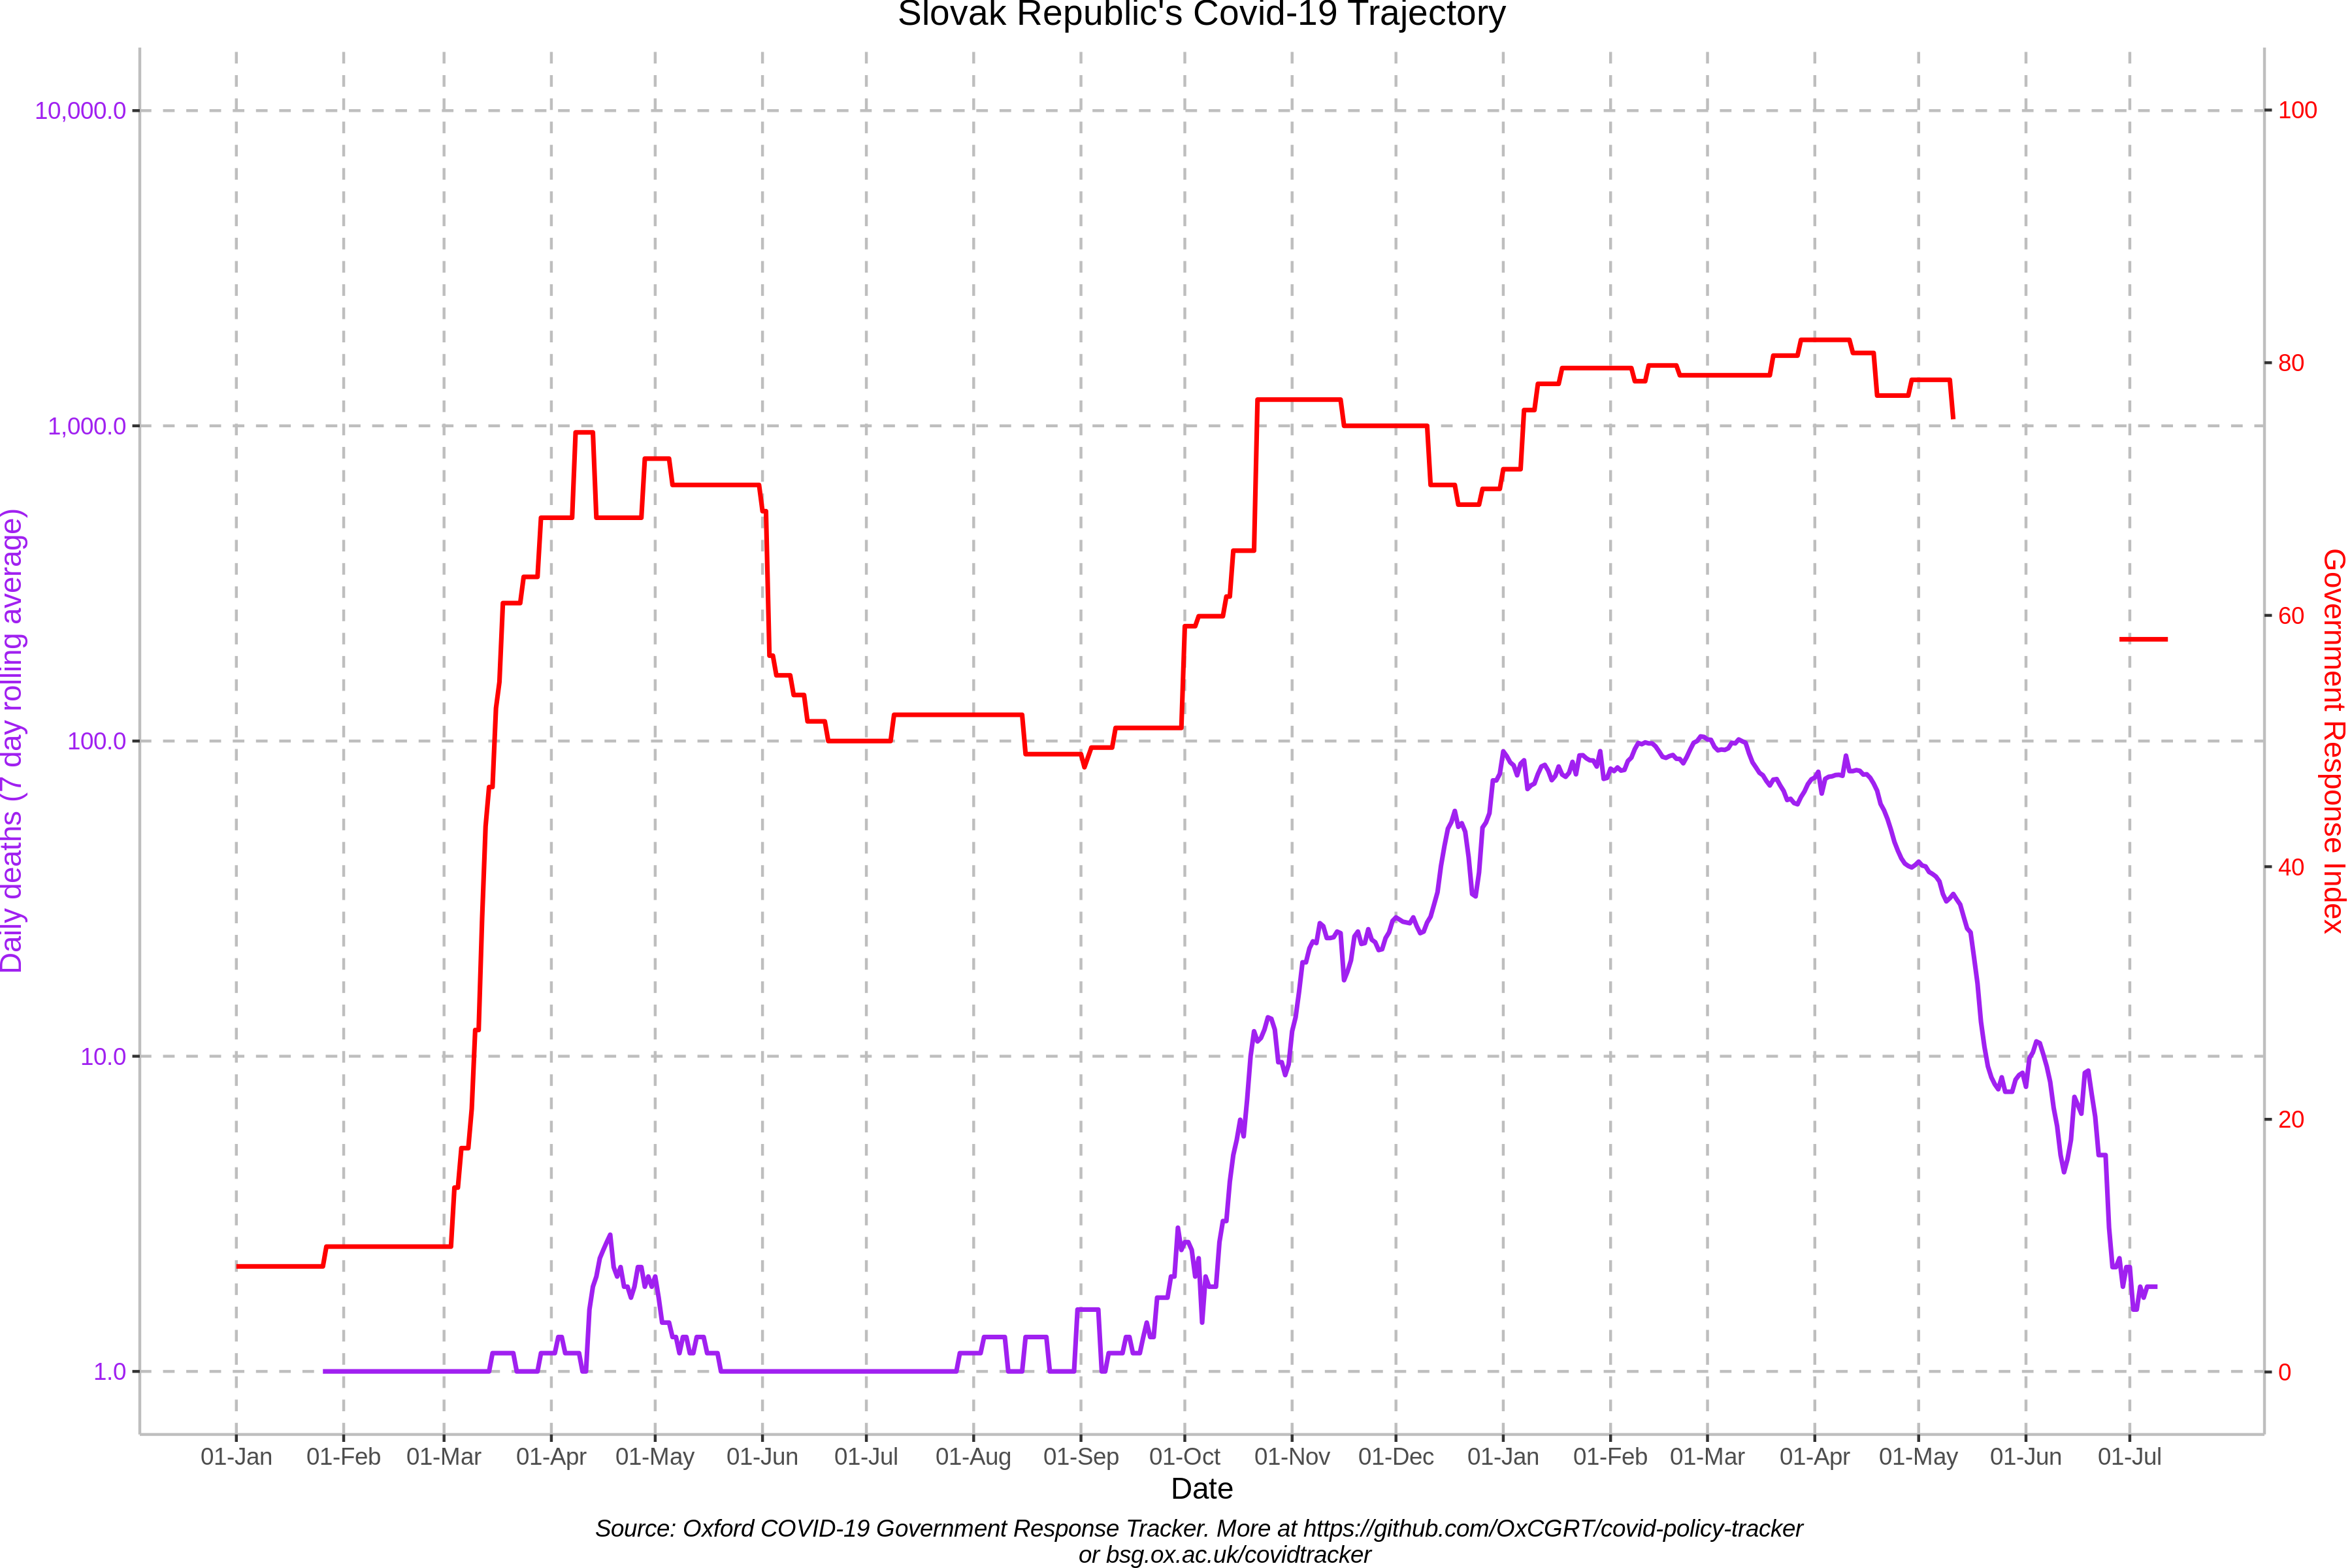 Slovak Republic's Covid-19 Trajectory
10,000.0
1,000.0
100.0
10.0
1.0
Daily deaths (7 day rolling average)
100
80
60
40
20
0
Government Response Index
01-Jan 01-Feb 01-Mar 01-Apr 01-May 01-Jun 01-Jul 01-Aug 01-Sep 01-Oct 01-Nov 01-Dec 01-Jan 01-Feb 01-Mar 01-Apr 01-May 01-Jun 01-Jul
Date
Source: Oxford COVID-19 Government Response Tracker. More at https://github.com/OxCGRT/covid-policy-tracker
or bsg.ox.ac.uk/covidtracker